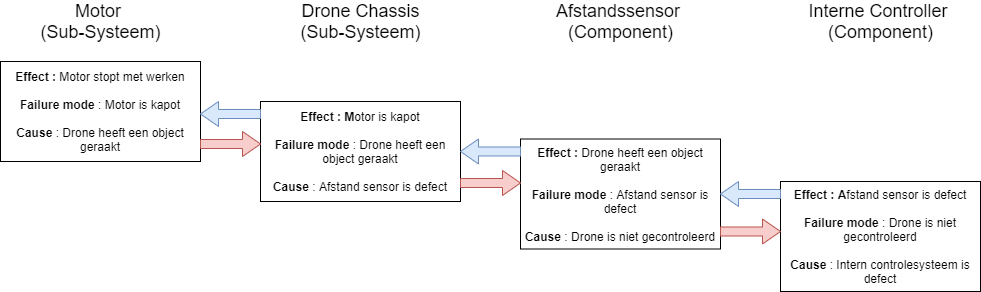 Motor
(Sub-Systeem)
Drone Chassis
(Sub-Systeem)
Afstandssensor
(Component)
Interne Controller
(Component)
Effect : Motor stopt met werken
Failure mode : Motor is kapot
Cause : Drone heeft een object
geraakt
Effect : Motor is kapot
Failure mode : Drone heeft een
object geraakt
Cause : Afstand sensor is defect
Effect : Drone heeft een object
geraakt
Failure mode : Afstand sensor is
defect
Cause : Drone is niet gecontroleerd
Effect : Afstand sensor is defect
Failure mode : Drone is niet
gecontroleerd
Cause : Intern controlesysteem is
defect